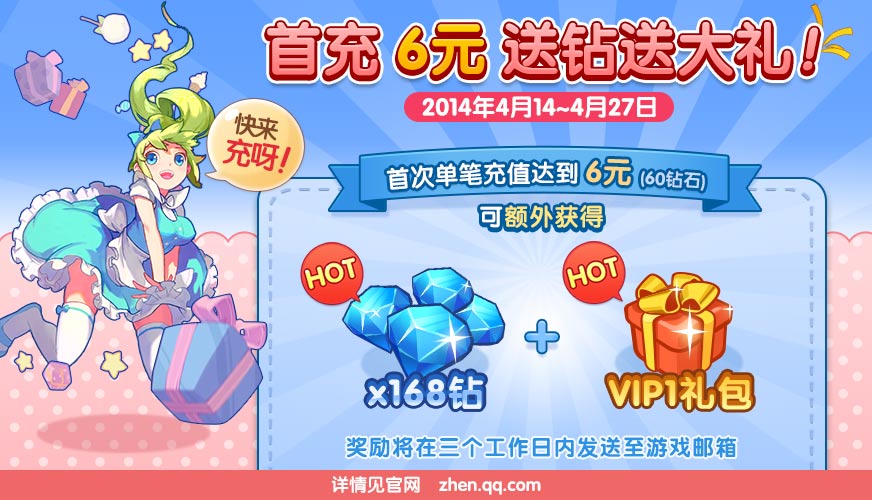 首充 6元 送钻送大礼!
2014年4月14~4月27日
快来
充呀!
首次单笔充值达到 6元 (60钻石)
可额外获得
HOT
HOT
x168钻
+
VIP1礼包
奖励将在三个工作日内发送至游戏邮箱
详情见官网 zhen.qq.com